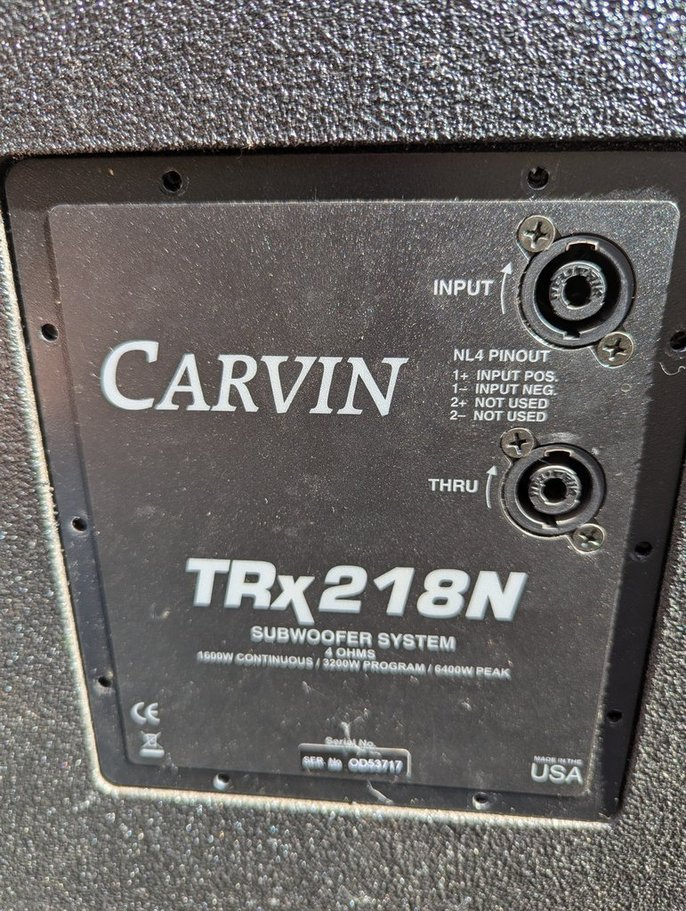 INPUT
CARVIN
NL4 PINOUT
1+ INPUT POS.
1– INPUT NEG.
2+ NOT USED
2– NOT USED
THRU
TRx218N
SUBWOOFER SYSTEM
4 OHMS
1600W CONTINUOUS / 3200W PROGRAM / 6400W PEAK
Serial No.
SER. No OD53717
MADE IN THE
USA
CE